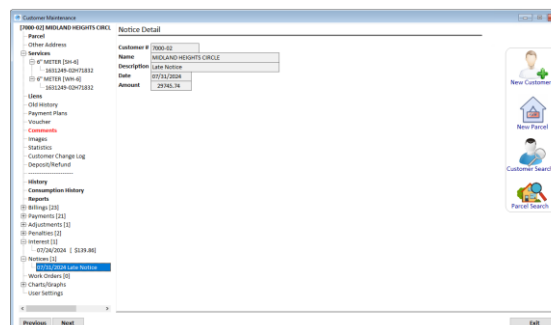 Customer Maintenance
[7000-02] MIDLAND HEIGHTS CIRCL
Parcel
Other Address
Services
6" METER [SH-6]
1631249-02H71832
6" METER [WH-6]
1631249-02H71832
Liens
Old History
Payment Plans
Voucher
Comments
Images
Statistics
Customer Change Log
Deposit/Refund
--------------------
History
Consumption History
Reports
Billings [23]
Payments [21]
Adjustments [1]
Penalties [2]
Interest [1]
07/24/2024 [ $139.86]
Notices [1]
07/31/2024 Late Notice
Work Orders [0]
Charts/Graphs
User Settings
Previous Next
Notice Detail
Customer # 7000-02
Name MIDLAND HEIGHTS CIRCLE
Description Late Notice
Date 07/31/2024
Amount 29745.74
New Customer
New Parcel
Customer Search
Parcel Search
Exit